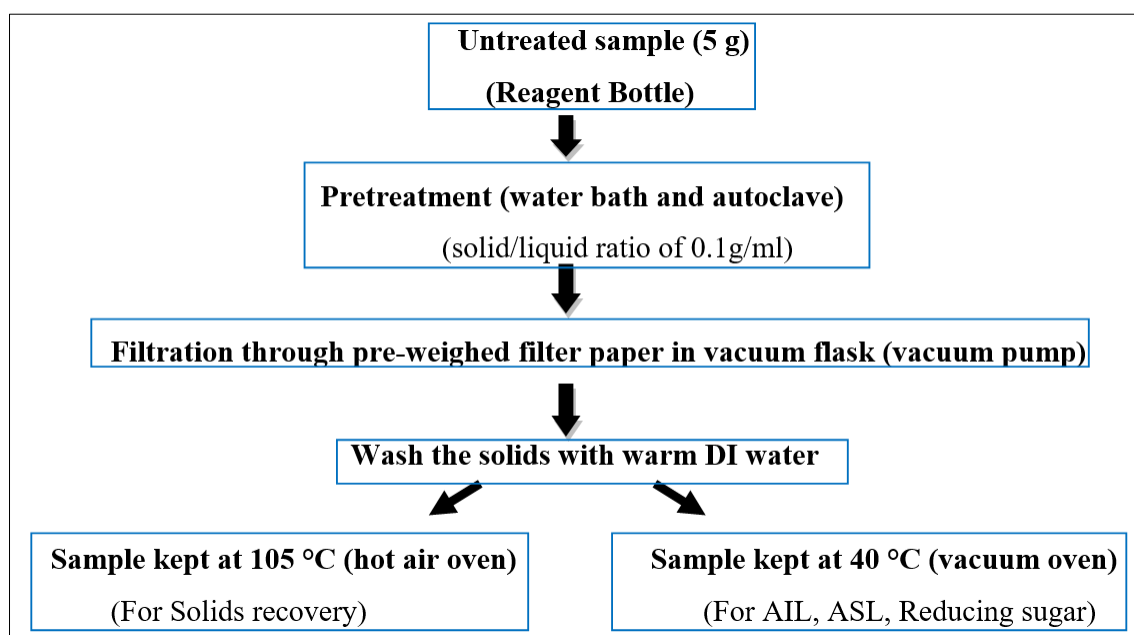 Untreated sample (5 g)
(Reagent Bottle)
Pretreatment (water bath and autoclave)
(solid/liquid ratio of 0.1g/ml)
Filtration through pre-weighed filter paper in vacuum flask (vacuum pump)
Wash the solids with warm DI water
Sample kept at 105 °C (hot air oven)
(For Solids recovery)
Sample kept at 40 °C (vacuum oven)
(For AIL, ASL, Reducing sugar)